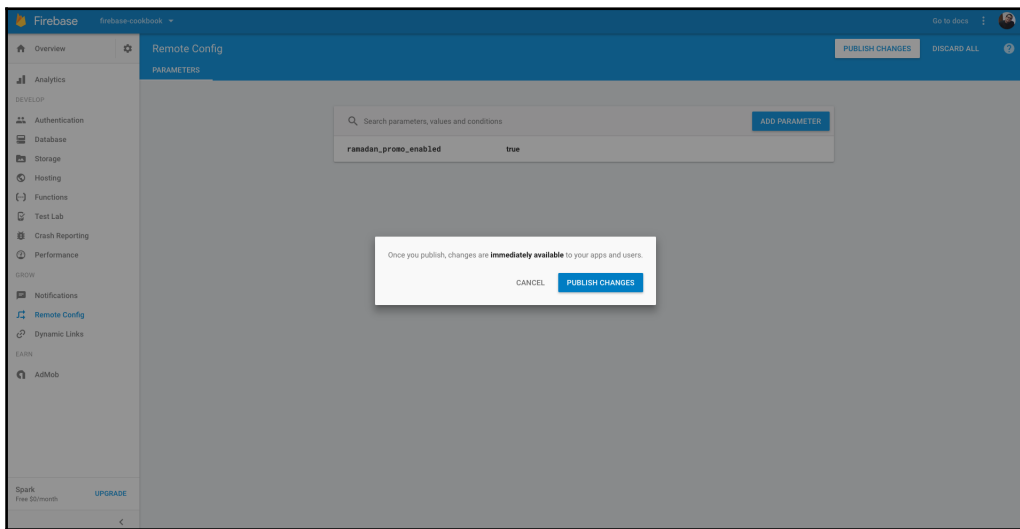 Firebase firebase-cookbook Go to docs
Overview
Remote Config PUBLISH CHANGES DISCARD ALL
PARAMETERS
Analytics
DEVELOP
Authentication
Database
Storage
Hosting
Functions
Test Lab
Crash Reporting
Performance
GROW
Notifications
Remote Config
Dynamic Links
EARN
AdMob
Spark
Free $0/month
UPGRADE
Search parameters, values and conditions ADD PARAMETER
ramadan_promo_enabled true
Once you publish, changes are immediately available to your apps and users.
CANCEL PUBLISH CHANGES